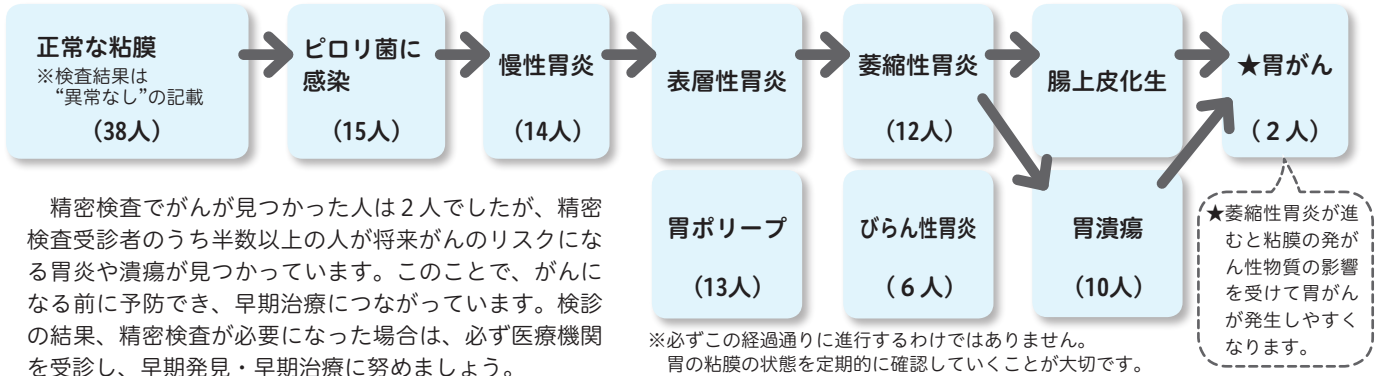 正常な粘膜
※検査結果は
“異常なし”の記載
（38人）
ピロリ菌に
感染
（15人）
慢性胃炎
（14人）
表層性胃炎
萎縮性胃炎
（12人）
腸上皮化生
★胃がん
（２人）
胃ポリープ
（13人）
びらん性胃炎
（６人）
胃潰瘍
（10人）
★萎縮性胃炎が進
むと粘膜の発が
ん性物質の影響
を受けて胃がん
が発生しやすく
なります。
※必ずこの経過通りに進行するわけではありません。
胃の粘膜の状態を定期的に確認していくことが大切です。
精密検査でがんが見つかった人は２人でしたが、精密
検査受診者のうち半数以上の人が将来がんのリスクにな
る胃炎や潰瘍が見つかっています。このことで、がんに
なる前に予防でき、早期治療につながっています。検診
の結果、精密検査が必要になった場合は、必ず医療機関
を受診し、早期発見・早期治療に努めましょう。